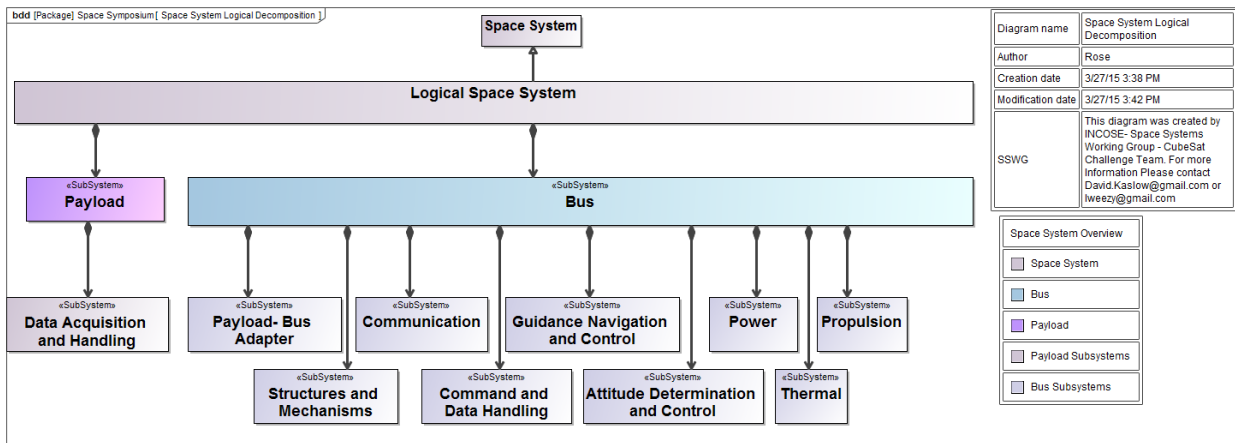 bdd [Package] Space Symposium[ Space System Logical Decomposition ]
Space System
Logical Space System
«SubSystem»
Payload
«SubSystem»
Bus
«SubSystem»
Data Acquisition
and Handling
«SubSystem»
Payload- Bus
Adapter
«SubSystem»
Communication
«SubSystem»
Guidance Navigation
and Control
«SubSystem»
Power
«SubSystem»
Propulsion
«SubSystem»
Structures and
Mechanisms
«SubSystem»
Command and
Data Handling
«SubSystem»
Attitude Determination
and Control
«SubSystem»
Thermal
Diagram name
Space System Logical
Decomposition
Author
Rose
Creation date
3/27/15 3:38 PM
Modification date
3/27/15 3:42 PM
SSWG
This diagram was created by
INCOSE- Space Systems
Working Group - CubeSat
Challenge Team. For more
Information Please contact
David.Kaslow@gmail.com or
lweezy@gmail.com
Space System Overview
Space System
Bus
Payload
Payload Subsystems
Bus Subsystems